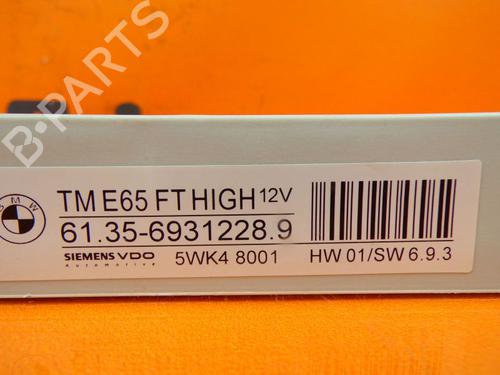 B-PARTS
BMW
TM E65 FT HIGH 12V
61.35-6931228.9
SIEMENS VDO
Automotive
5WK4 8001
HW 01/SW 6.9.3